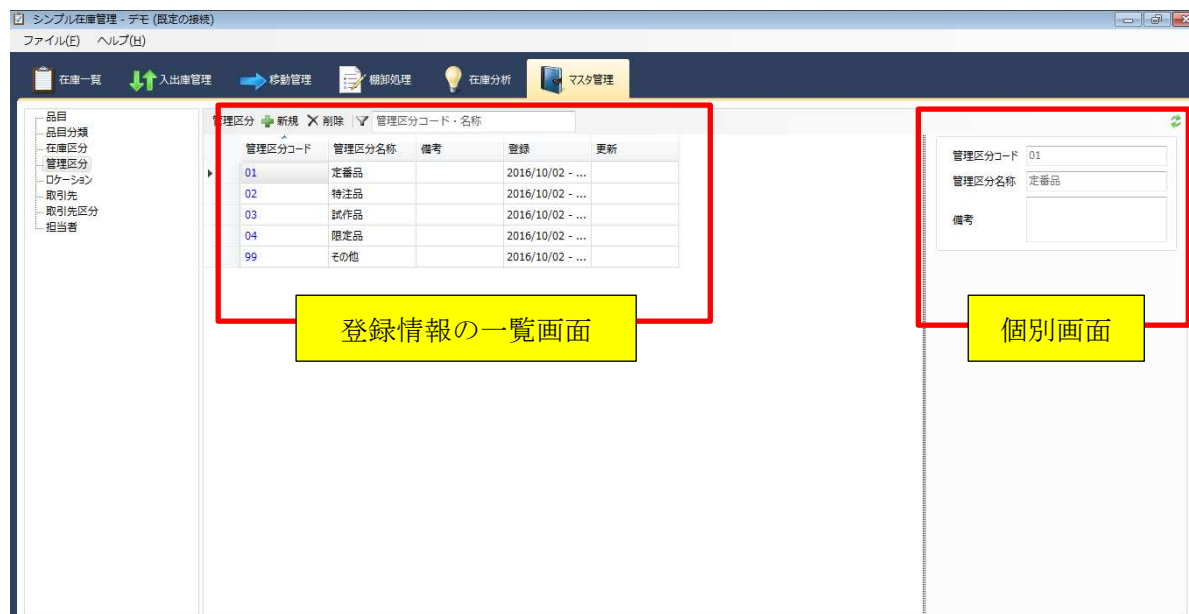 シンプル在庫管理 - デモ (既定の接続)
ファイル(F) ヘルプ(H)
在庫一覧 入出庫管理 移動管理 棚卸処理 在庫分析 マスタ管理
品目
品目分類
在庫区分
管理区分
ロケーション
取引先
取引先区分
担当者
管理区分 新規 削除 管理区分コード・名称
管理区分コード 管理区分名称 備考 登録 更新
01 定番品 2016/10/02 - ...
02 特注品 2016/10/02 - ...
03 試作品 2016/10/02 - ...
04 限定品 2016/10/02 - ...
99 その他 2016/10/02 - ...
登録情報の一覧画面
管理区分コード 01
管理区分名称 定番品
備考
個別画面